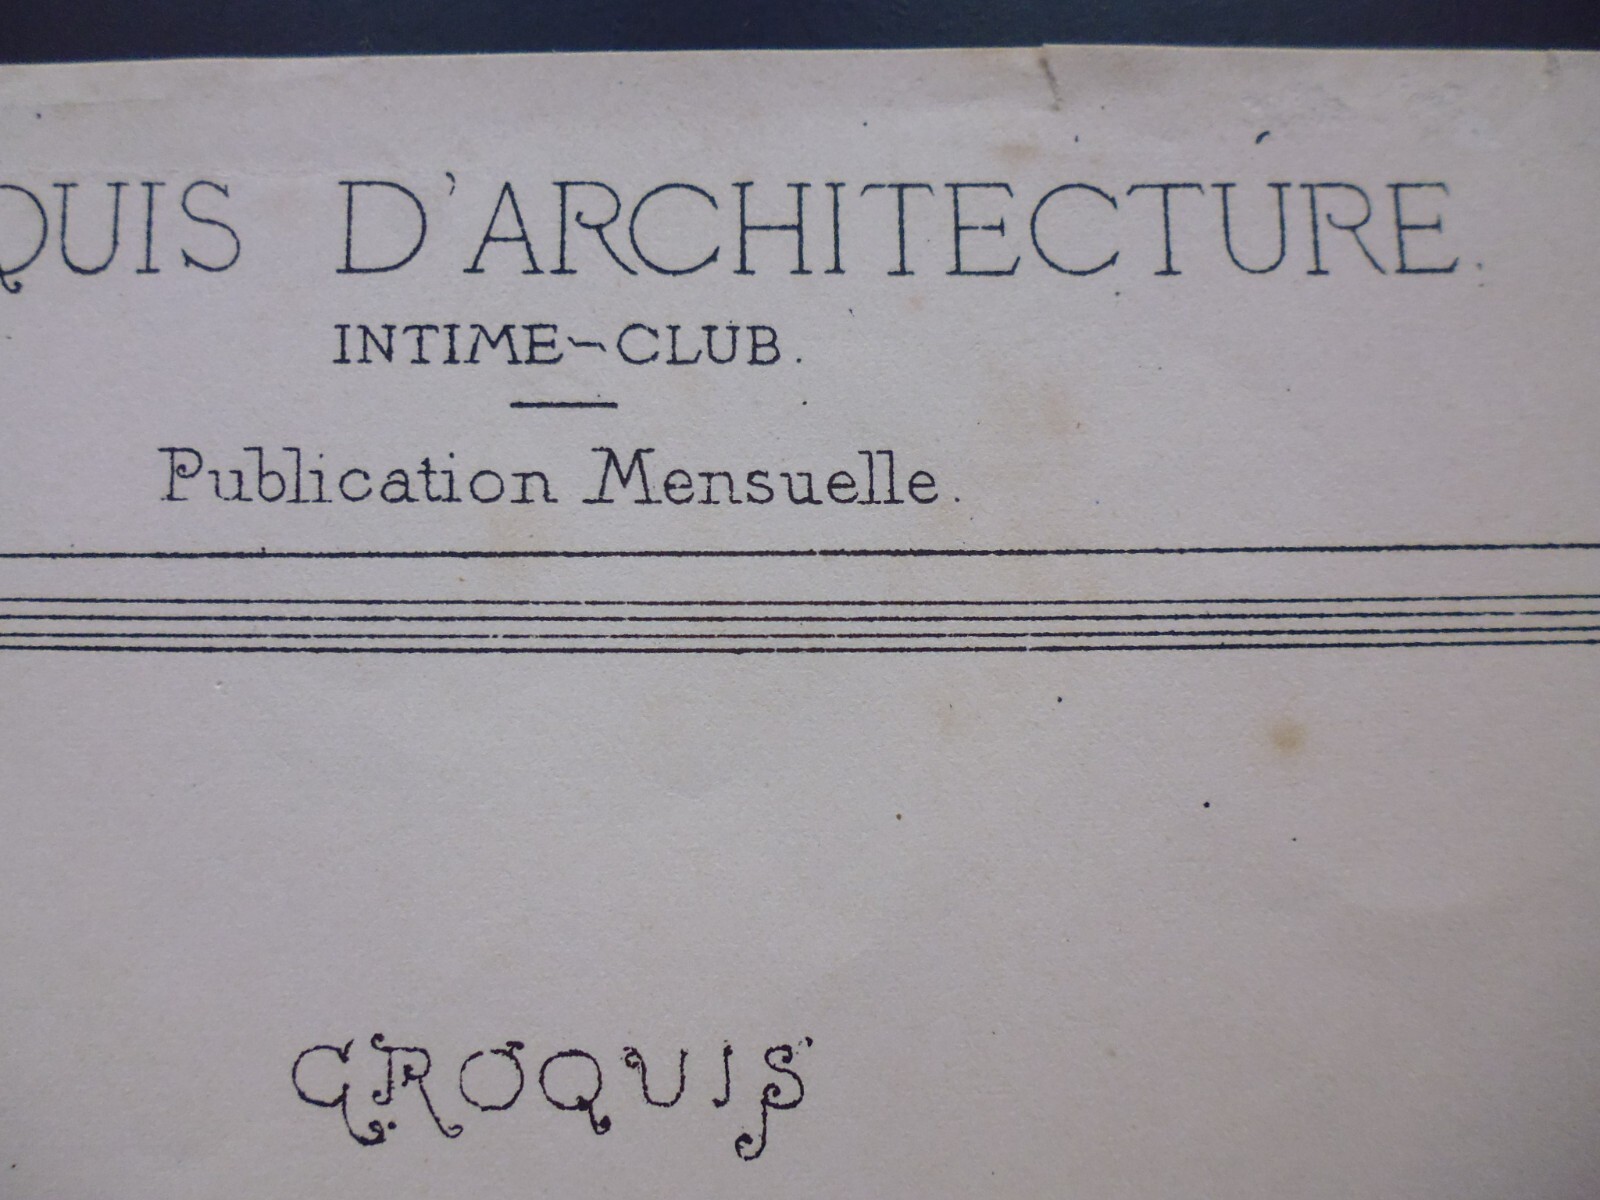 QUIS D'ARCHITECTURE.
INTIME-CLUB.
Publication Mensuelle.
CROQUIS